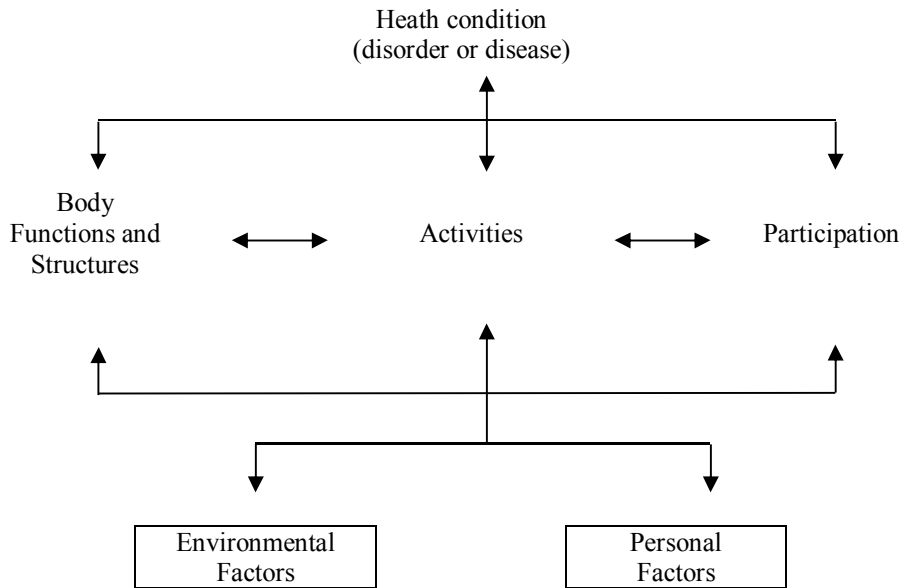 Heath condition
(disorder or disease)
Body
Functions and
Structures
Activities
Participation
Environmental
Factors
Personal
Factors